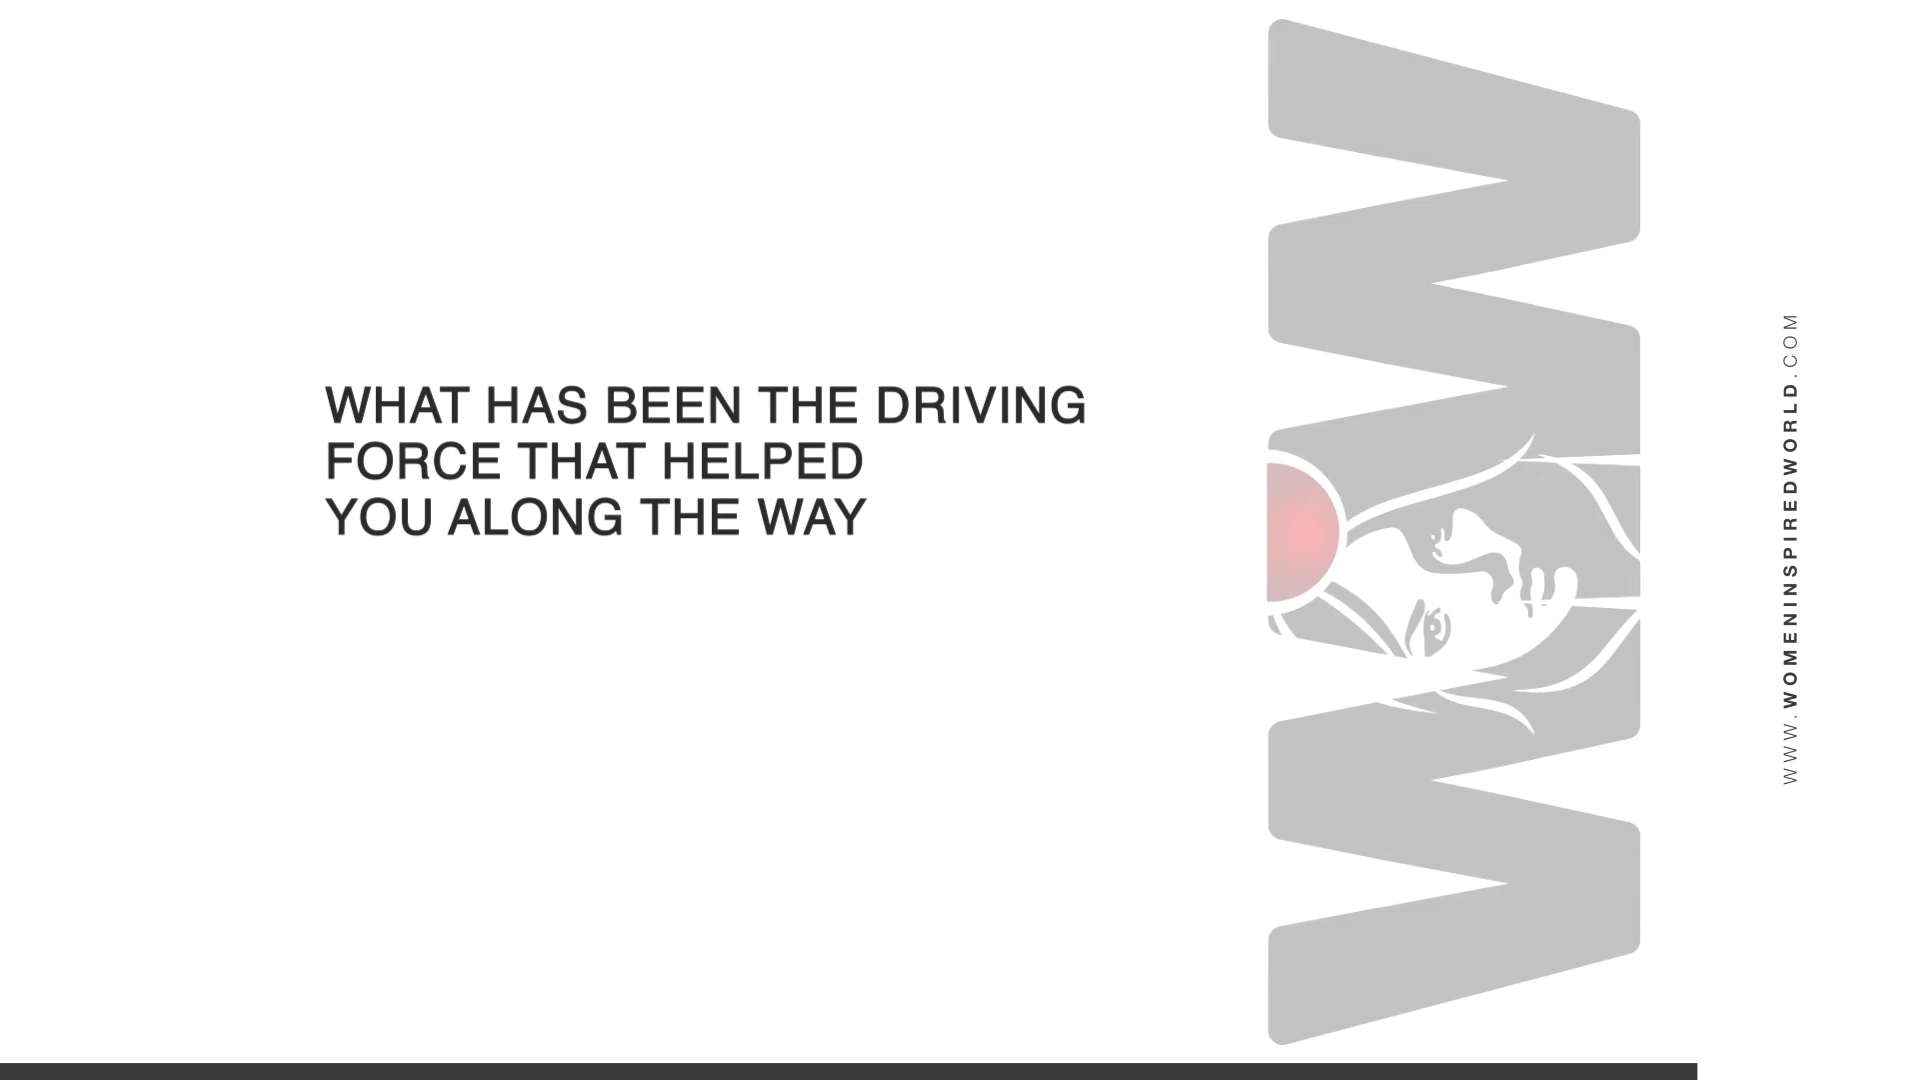 WHAT HAS BEEN THE DRIVING
FORCE THAT HELPED
YOU ALONG THE WAY
WWW.WOMENINSPIREDWORLD.COM